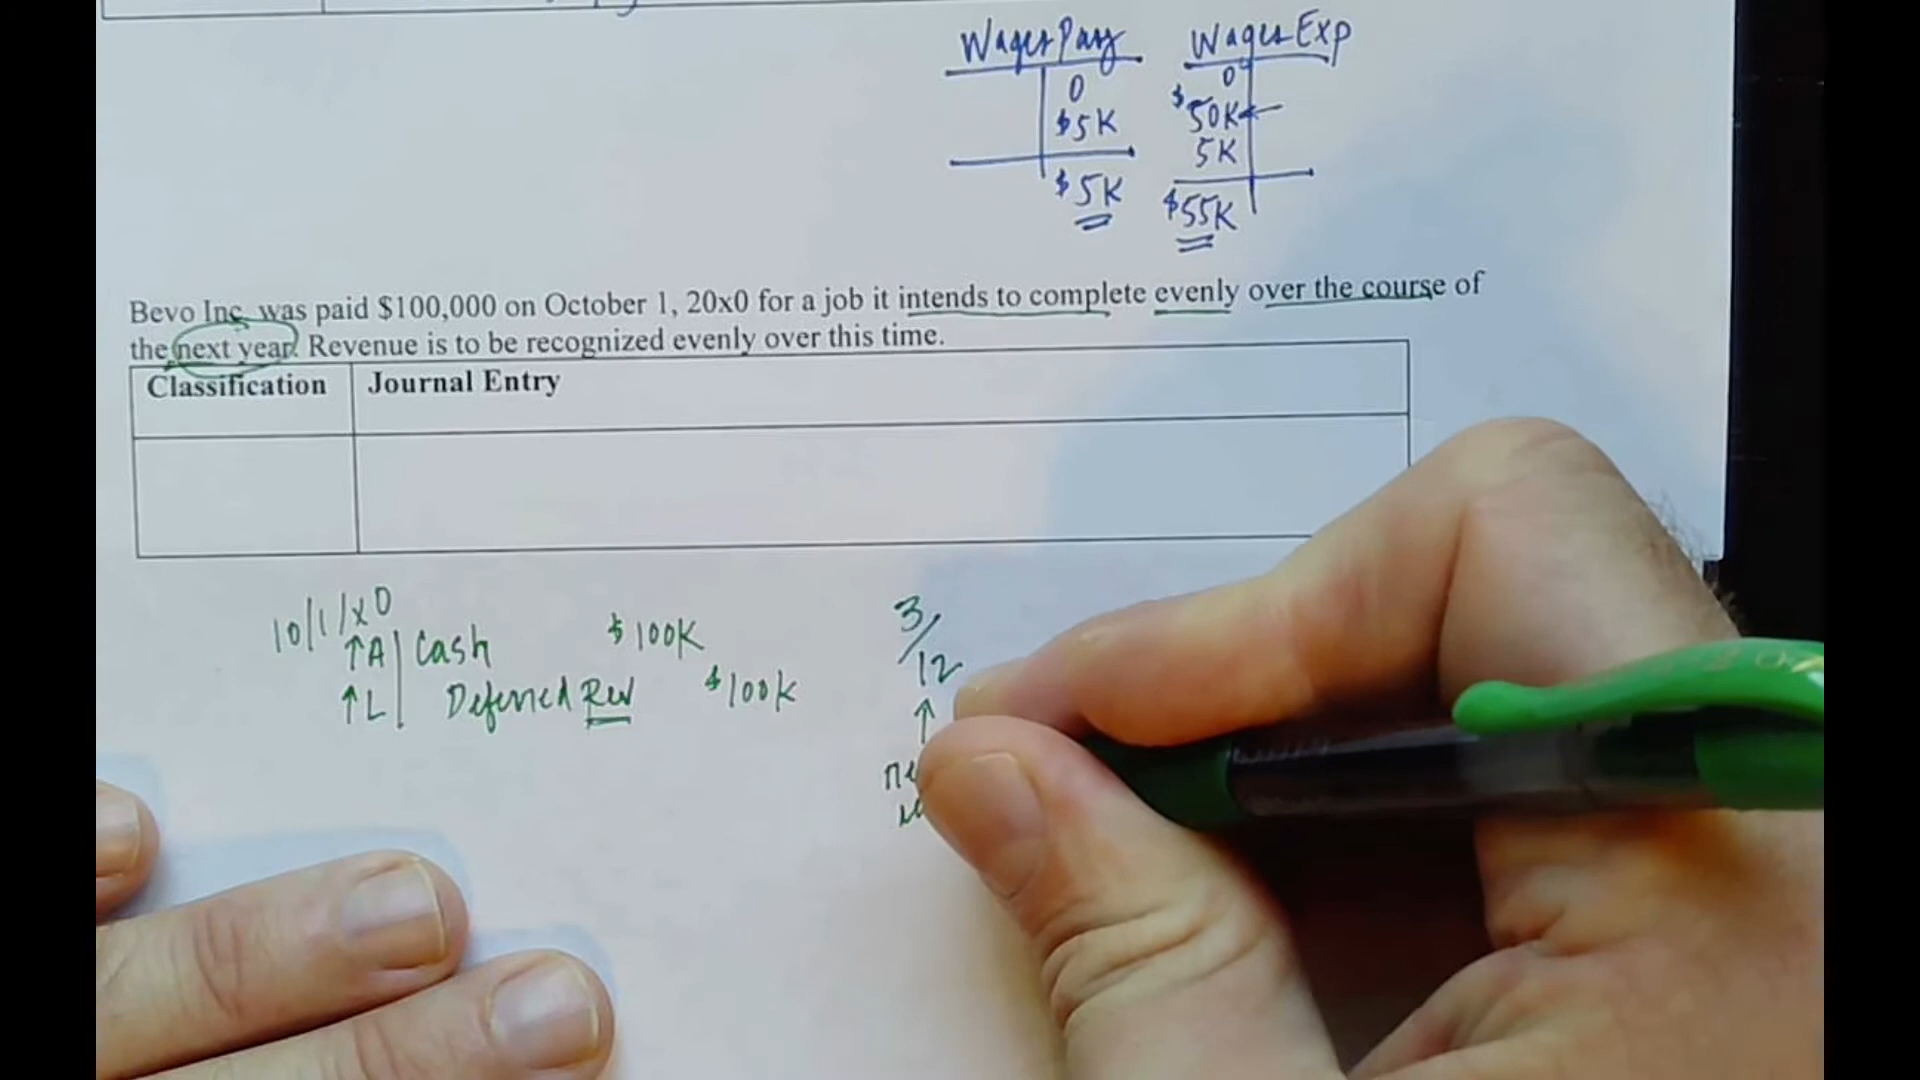 Wages Pay Wages Exp
0 0
$5K $50K
5K
$5K $55K
Bevo Inc. was paid $100,000 on October 1, 20x0 for a job it intends to complete evenly over the course of
the next year. Revenue is to be recognized evenly over this time.
Classification Journal Entry
10/1/x0
↑A Cash $100K
↑L Deferred Rev $100K
3/12
↑